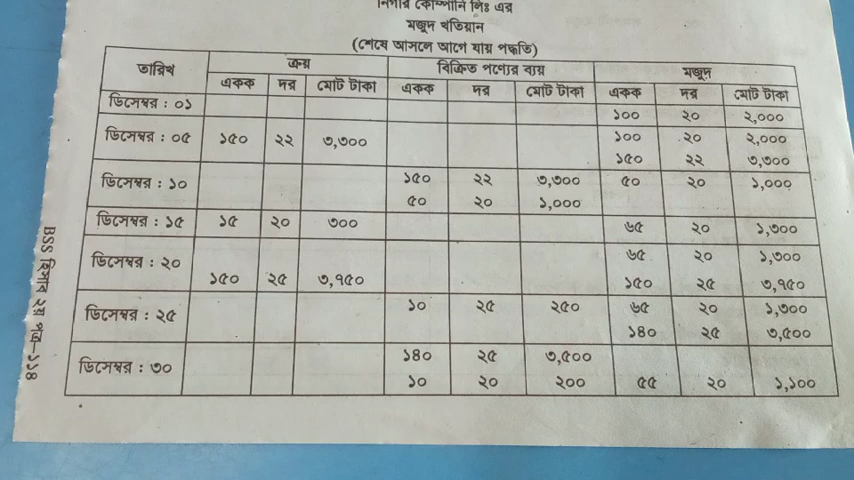 নিশার কোম্পানি লিঃ এর
মজুদ খতিয়ান
(শেষে আসলে আগে যায় পদ্ধতি)
তারিখ ক্রয় বিক্রিত পণ্যের ব্যয় মজুদ
একক দর মোট টাকা একক দর মোট টাকা একক দর মোট টাকা
ডিসেম্বর : ০১ ১০০ ২০ ২,০০০
ডিসেম্বর : ০৫ ১৫০ ২২ ৩,৩০০ ১০০ ২০ ২,০০০
১৫০ ২২ ৩,৩০০
ডিসেম্বর : ১০ ১৫০ ২২ ৩,৩০০ ৫০ ২০ ১,০০০
৫০ ২০ ১,০০০
ডিসেম্বর : ১৫ ১৫ ২০ ৩০০ ৬৫ ২০ ১,৩০০
ডিসেম্বর : ২০ ৬৫ ২০ ১,৩০০
১৫০ ২৫ ৩,৭৫০ ১৫০ ২৫ ৩,৭৫০
ডিসেম্বর : ২৫ ১০ ২৫ ২৫০ ৬৫ ২০ ১,৩০০
১৪০ ২৫ ৩,৫০০
ডিসেম্বর : ৩০ ১৪০ ২৫ ৩,৫০০
১০ ২০ ২০০ ৫৫ ২০ ১,১০০
BSS হিসাব ২য় পত্র-১১৪